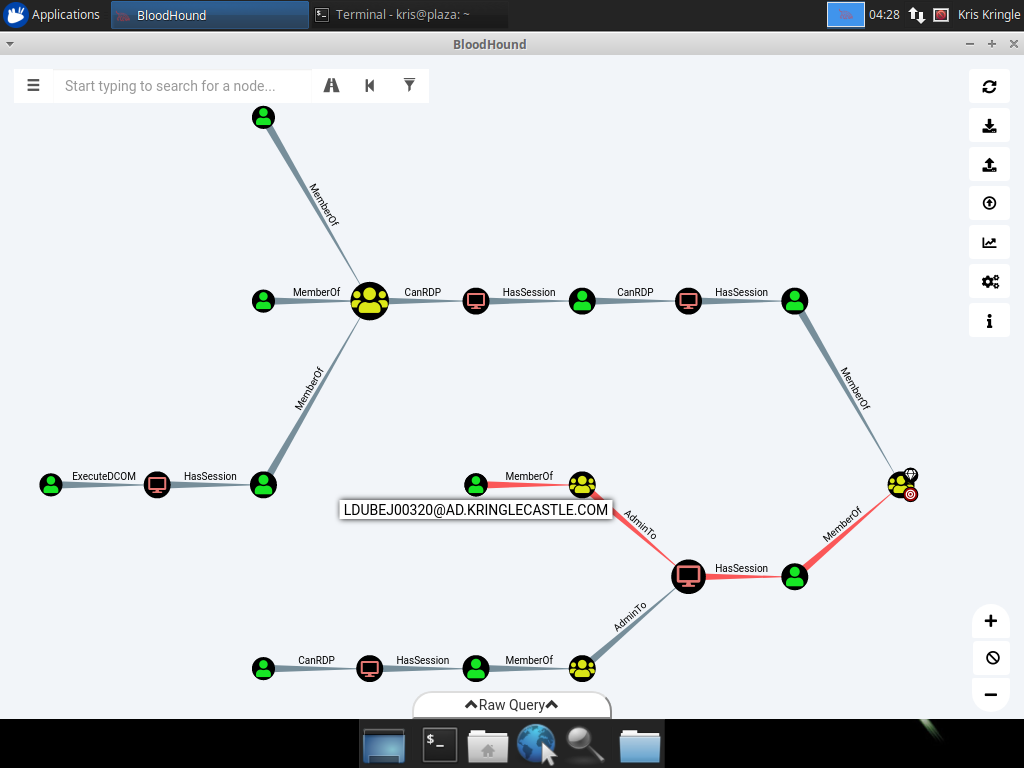 Applications
BloodHound
Terminal - kris@plaza: ~
04:28
Kris Kringle
BloodHound
Start typing to search for a node...
MemberOf
MemberOf
CanRDP
HasSession
CanRDP
HasSession
MemberOf
MemberOf
ExecuteDCOM
HasSession
MemberOf
LDUBEJ00320@AD.KRINGLECASTLE.COM
AdminTo
MemberOf
HasSession
AdminTo
CanRDP
HasSession
MemberOf
Raw Query
$_